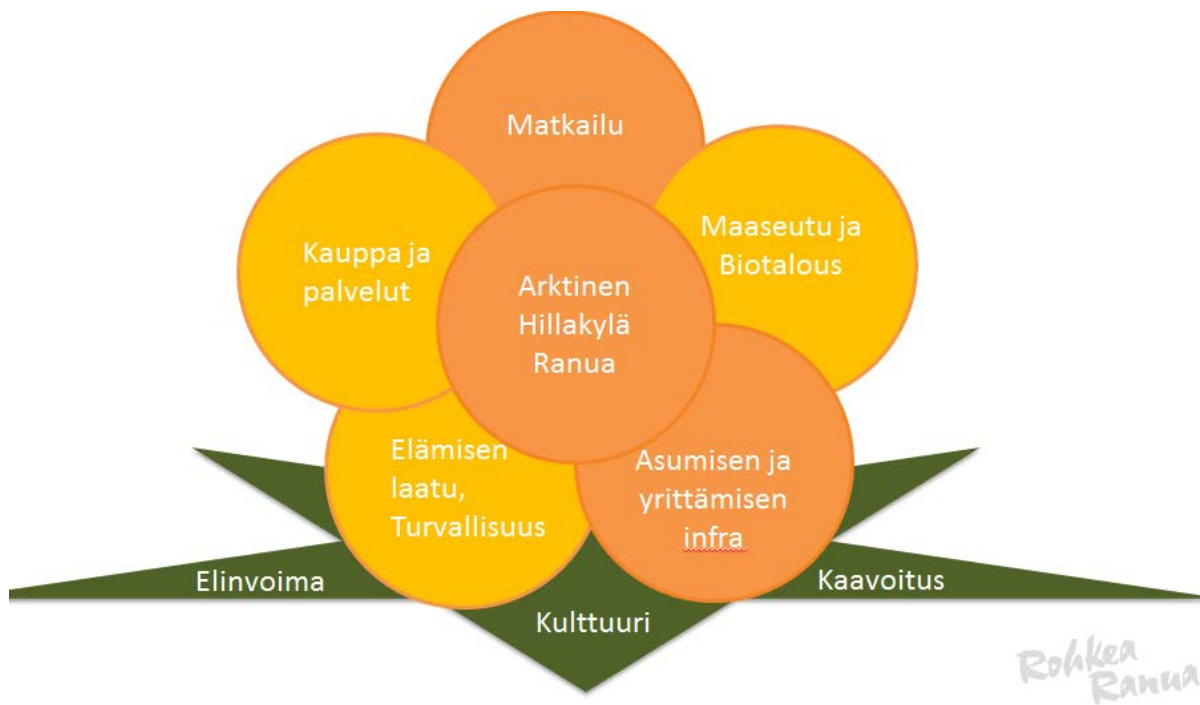 Matkailu
Kauppa ja
palvelut
Maaseutu ja
Biotalous
Arktinen
Hillakylä
Ranua
Elämisen
laatu,
Turvallisuus
Asumisen ja
yrittämisen
infra
Elinvoima
Kulttuuri
Kaavoitus
Rohkea
Ranua